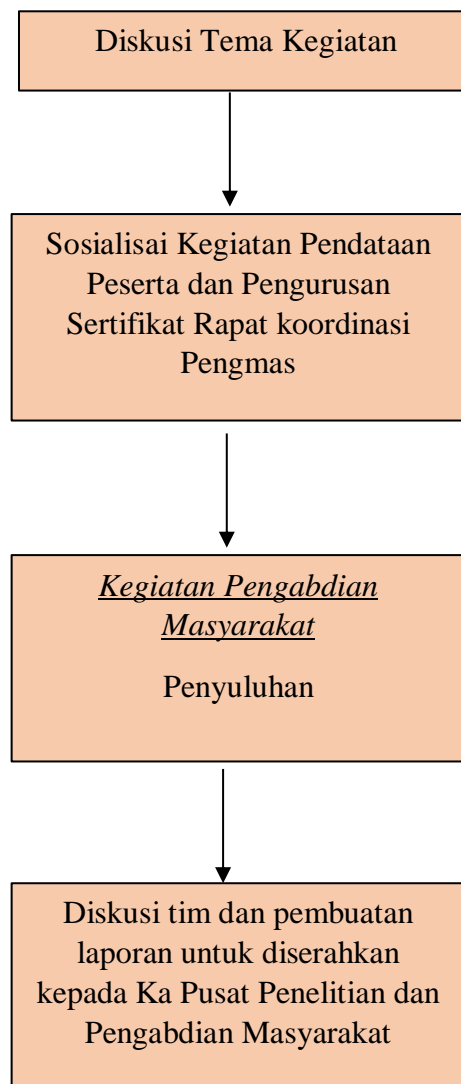 Diskusi Tema Kegiatan
Sosialisai Kegiatan Pendataan
Peserta dan Pengurusan
Sertifikat Rapat koordinasi
Pengmas
Kegiatan Pengabdian
Masyarakat
Penyuluhan
Diskusi tim dan pembuatan
laporan untuk diserahkan
kepada Ka Pusat Penelitian dan
Pengabdian Masyarakat